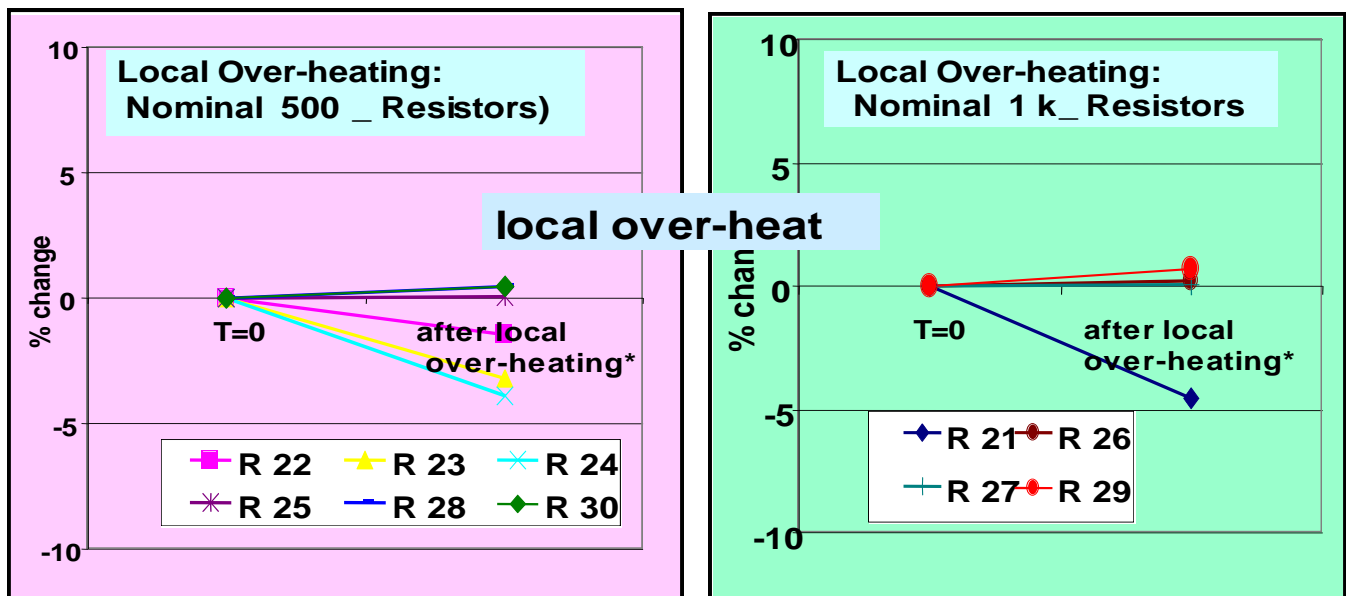 10
5
0
-5
-10
% change
Local Over-heating:
Nominal 500 _ Resistors)
T=0
after local
over-heating*
R 22 R 23 R 24
R 25 R 28 R 30
local over-heat
10
5
0
-5
-10
Local Over-heating:
Nominal 1 k_ Resistors
T=0
after local
over-heating*
R 21 R 26
R 27 R 29